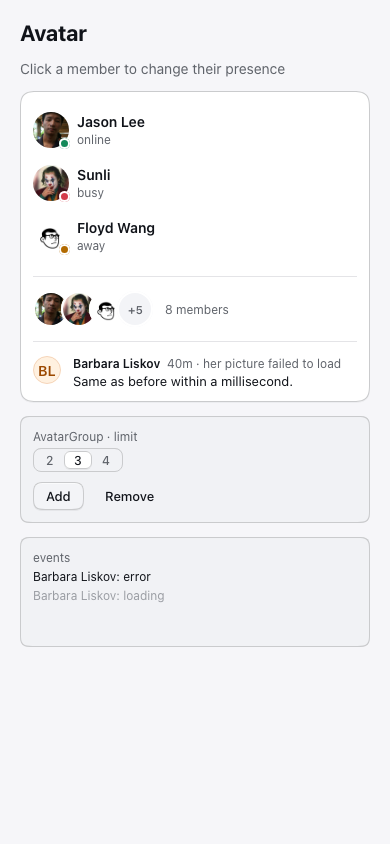 Avatar
Click a member to change their presence
Jason Lee
online
Sunli
busy
Floyd Wang
away
+5
8 members
BL
Barbara Liskov 40m · her picture failed to load
Same as before within a millisecond.
AvatarGroup · limit
2 3 4
Add Remove
events
Barbara Liskov: error
Barbara Liskov: loading